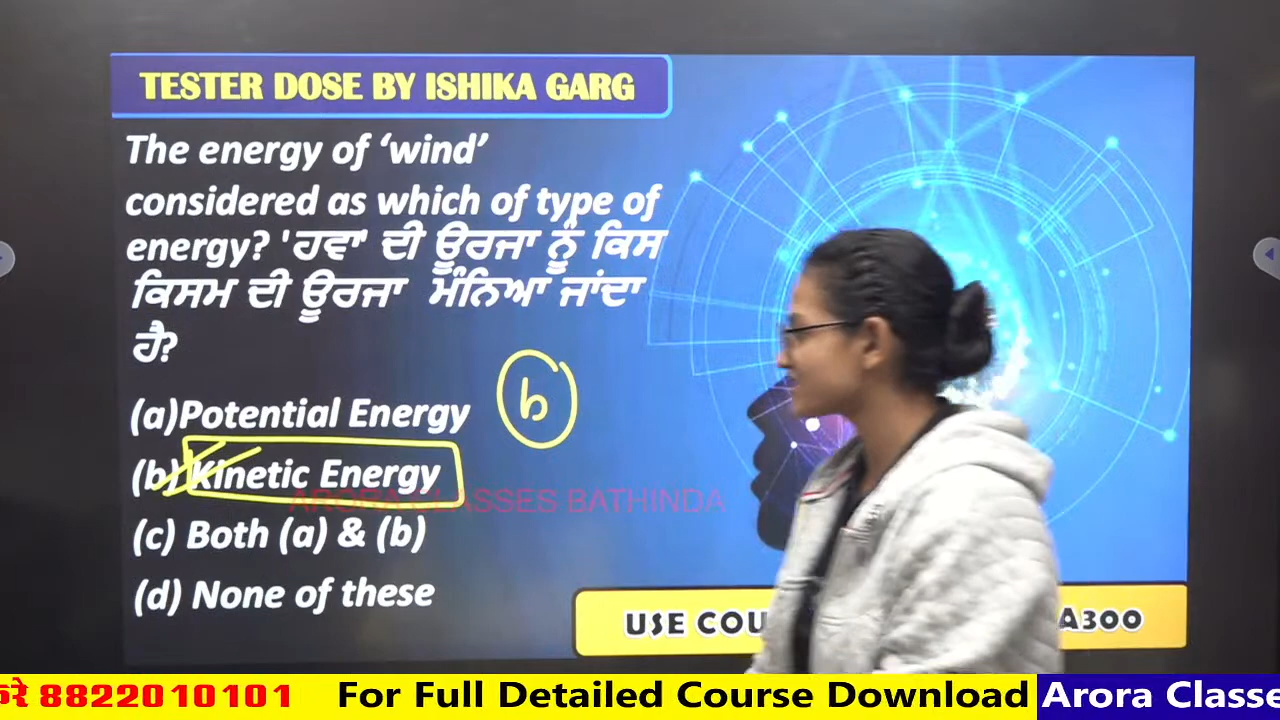 TESTER DOSE BY ISHIKA GARG
The energy of ‘wind’
considered as which of type of
energy? 'ਹਵਾ' ਦੀ ਊਰਜਾ ਨੂੰ ਕਿਸ
ਕਿਸਮ ਦੀ ਊਰਜਾ ਮੰਨਿਆ ਜਾਂਦਾ
ਹੈ?
b
(a)Potential Energy
(b) Kinetic Energy
ARORA CLASSES BATHINDA
(c) Both (a) & (b)
(d) None of these
USE COU A300
करे 8822010101 For Full Detailed Course Download Arora Classe